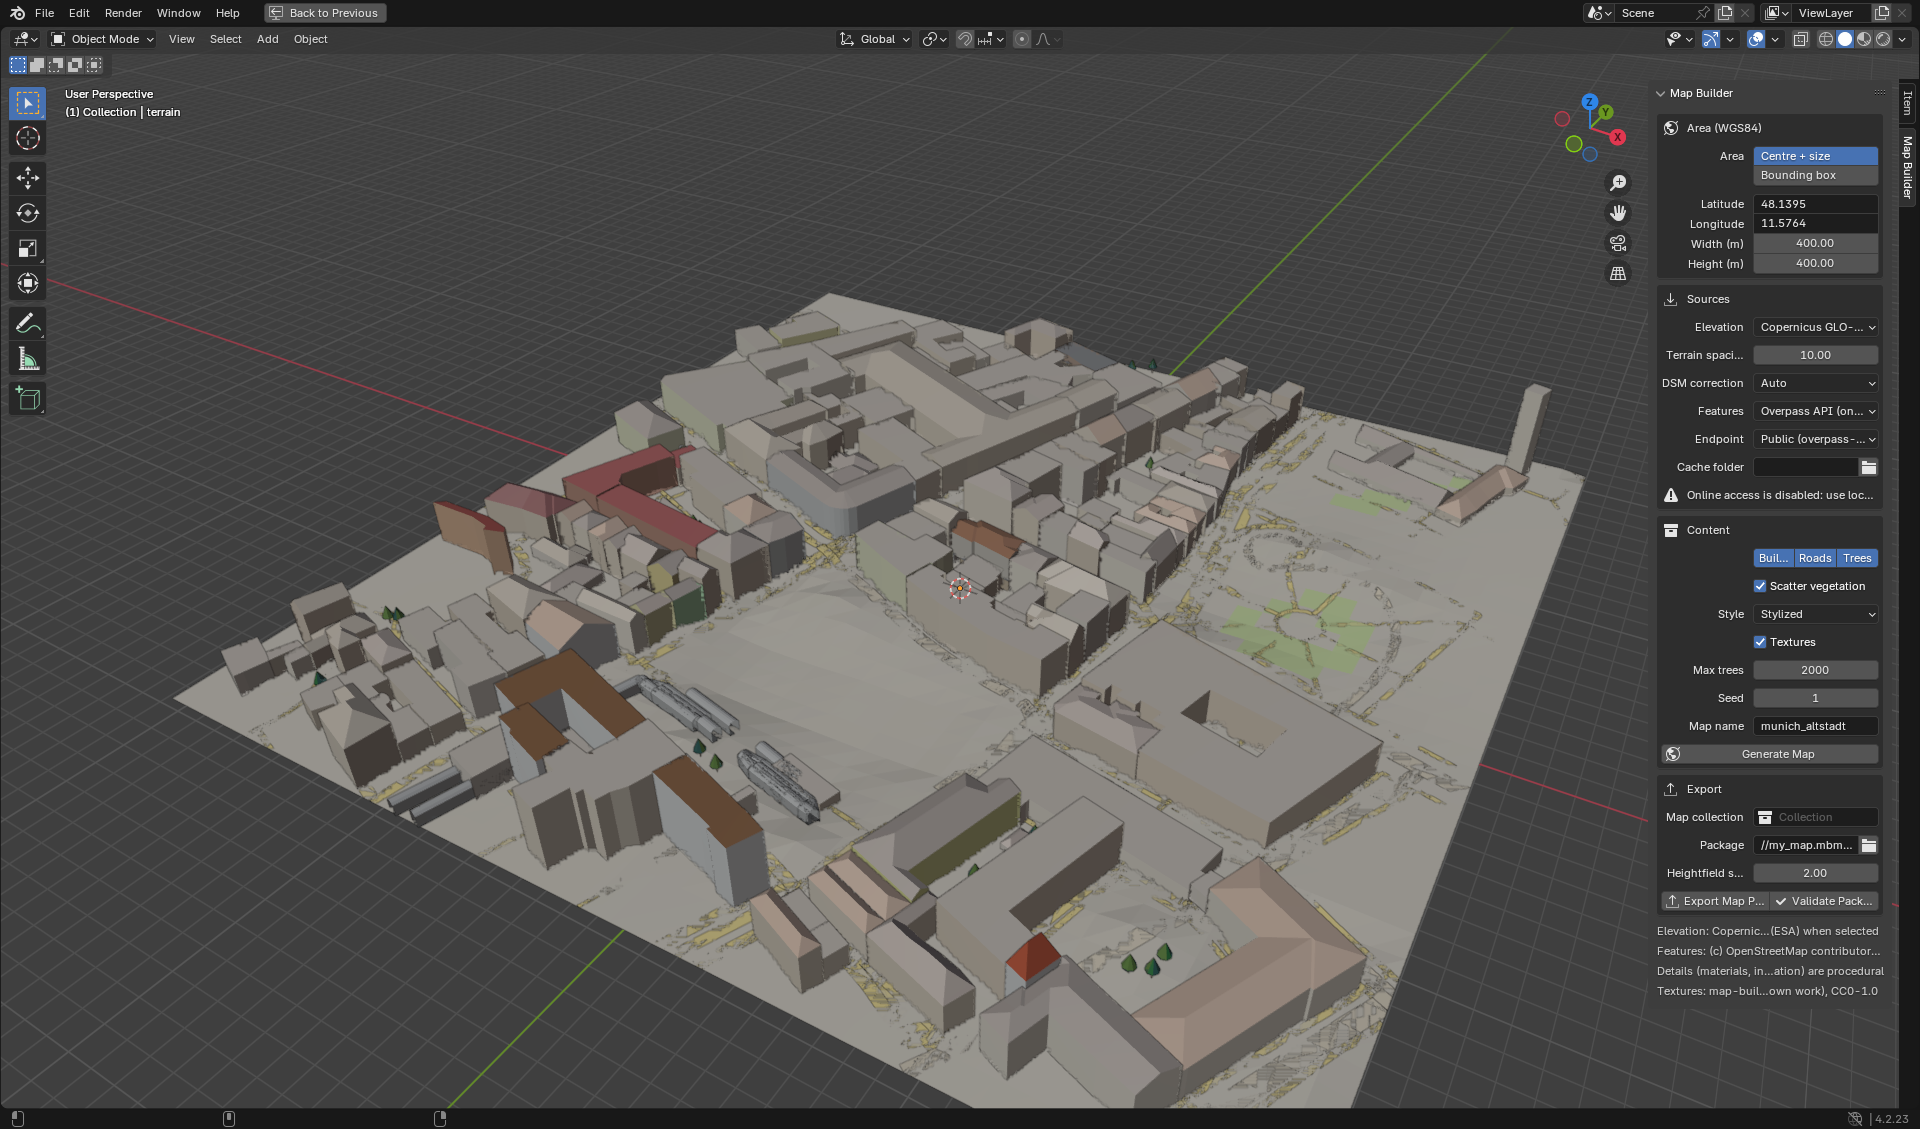 File Edit Render Window Help Back to Previous
Scene ViewLayer
Object Mode View Select Add Object Global
User Perspective
(1) Collection | terrain
Z
Y
X
Item
Map Builder
Map Builder
Area (WGS84)
Area Centre + size
Bounding box
Latitude 48.1395
Longitude 11.5764
Width (m) 400.00
Height (m) 400.00
Sources
Elevation Copernicus GLO-...
Terrain spaci... 10.00
DSM correction Auto
Features Overpass API (on...
Endpoint Public (overpass-...
Cache folder
Online access is disabled: use loc...
Content
Buil... Roads Trees
Scatter vegetation
Style Stylized
Textures
Max trees 2000
Seed 1
Map name munich_altstadt
Generate Map
Export
Map collection Collection
Package //my_map.mbm...
Heightfield s... 2.00
Export Map P... Validate Pack...
Elevation: Copernic...(ESA) when selected
Features: (c) OpenStreetMap contributor...
Details (materials, in...ation) are procedural
Textures: map-buil...own work), CC0-1.0
4.2.23